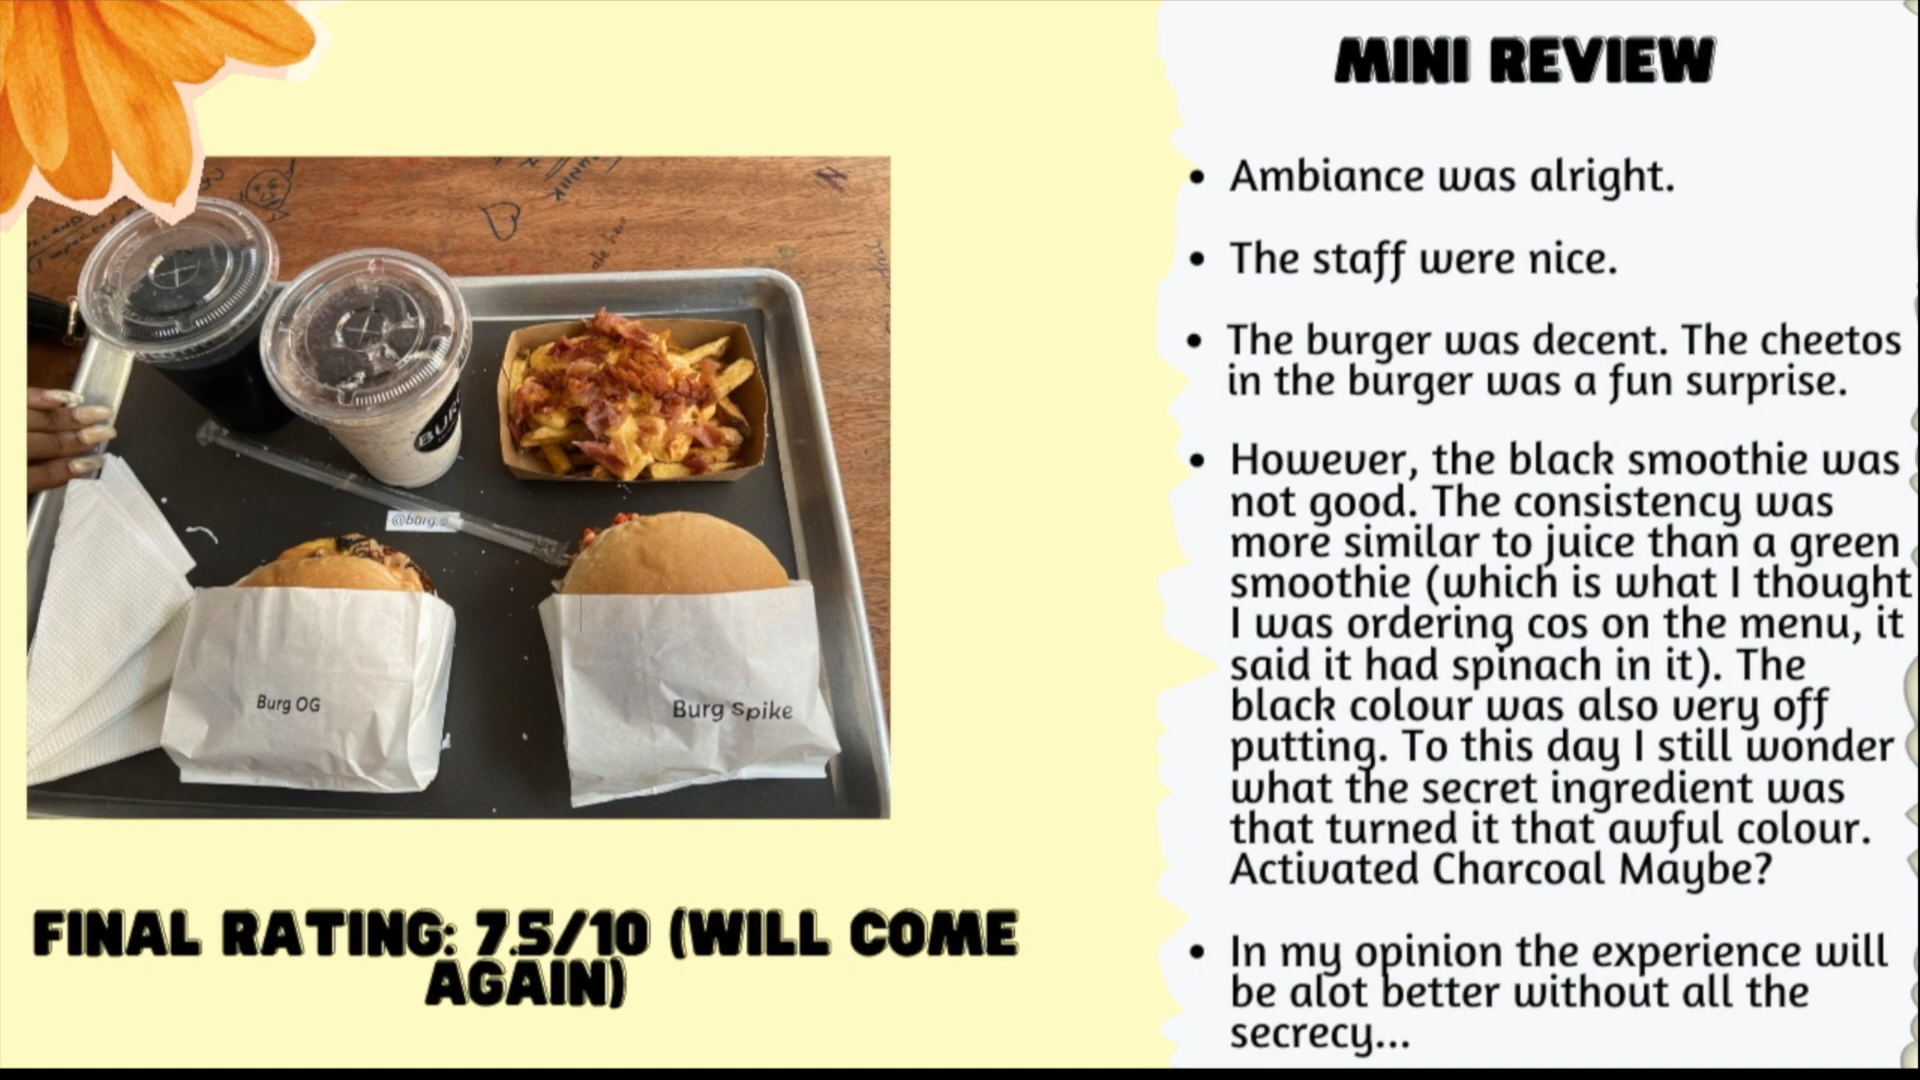 MINI REVIEW
• Ambiance was alright.
• The staff were nice.
• The burger was decent. The cheetos
in the burger was a fun surprise.
• However, the black smoothie was
not good. The consistency was
more similar to juice than a green
smoothie (which is what I thought
I was ordering cos on the menu, it
said it had spinach in it). The
black colour was also very off
putting. To this day I still wonder
what the secret ingredient was
that turned it that awful colour.
Activated Charcoal Maybe?
• In my opinion the experience will
be alot better without all the
secrecy...
BUR
@burg.
Burg OG
Burg Spike
FINAL RATING: 7.5/10 (WILL COME
AGAIN)